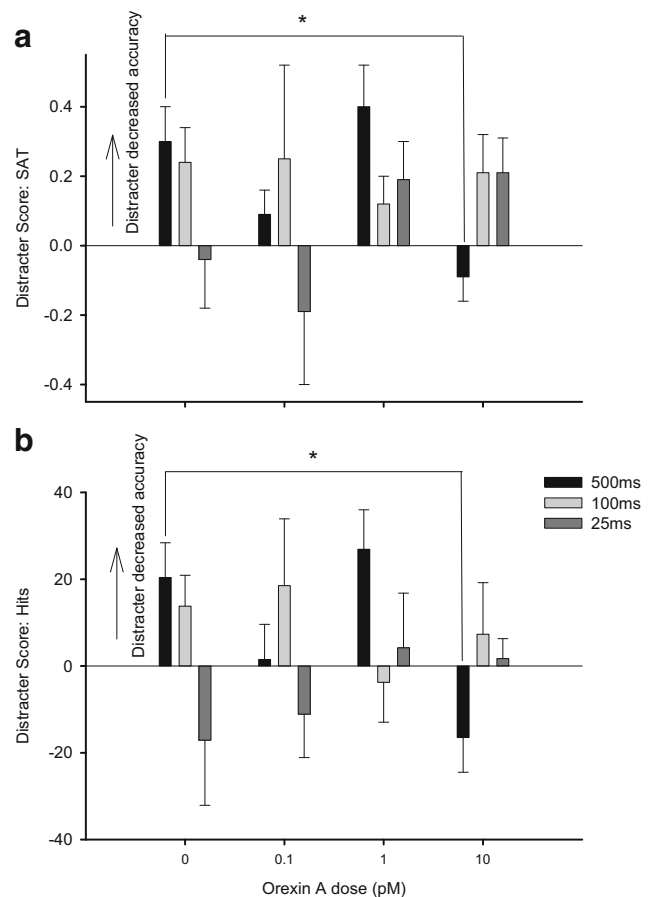 a
*
Distracter decreased accuracy
Distracter Score: SAT
0.4
0.2
0.0
-0.2
-0.4
b
*
Distracter decreased accuracy
Distracter Score: Hits
500ms
100ms
25ms
40
20
0
-20
-40
0 0.1 1 10
Orexin A dose (pM)